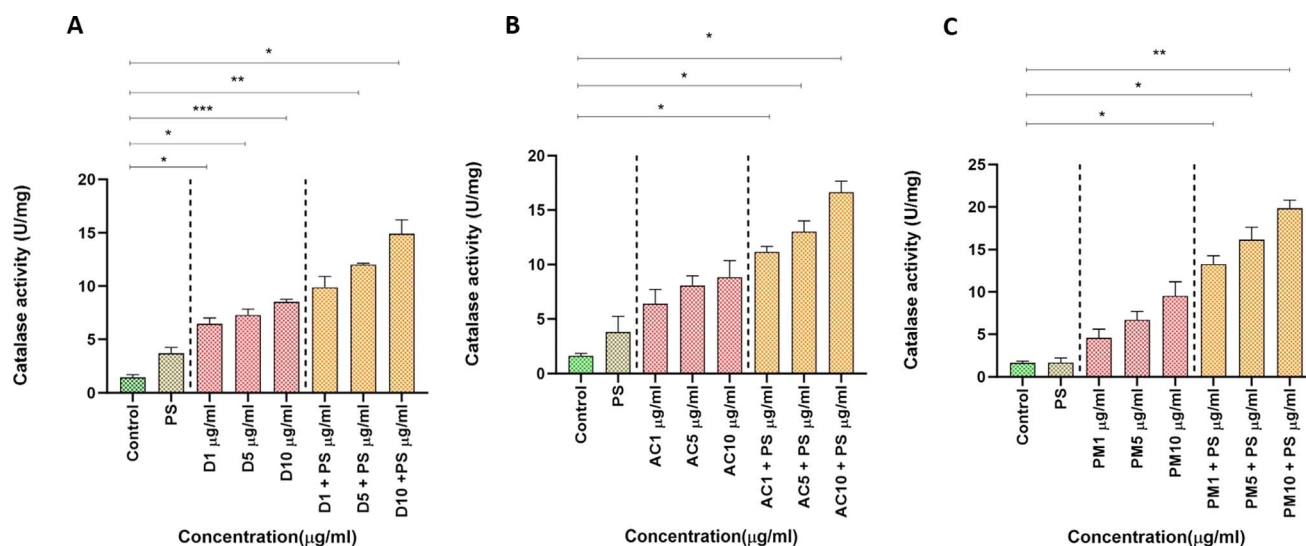 A
*
**
***
*
*
Catalase activity (U/mg)
20
15
10
5
0
Control
PS
D1 μg/ml
D5 μg/ml
D10 μg/ml
D1 + PS μg/ml
D5 + PS μg/ml
D10 +PS μg/ml
Concentration(μg/ml)
B
*
*
*
Catalase activity (U/mg)
20
15
10
5
0
Control
PS
AC1 μg/ml
AC5 μg/ml
AC10 μg/ml
AC1 + PS μg/ml
AC5 + PS μg/ml
AC10 +PS μg/ml
Concentration(μg/ml)
C
**
*
*
Catalase activity (U/mg)
25
20
15
10
5
0
Control
PS
PM1 μg/ml
PM5 μg/ml
PM10 μg/ml
PM1 + PS μg/ml
PM5 + PS μg/ml
PM10 + PS μg/ml
Concentration(μg/ml)